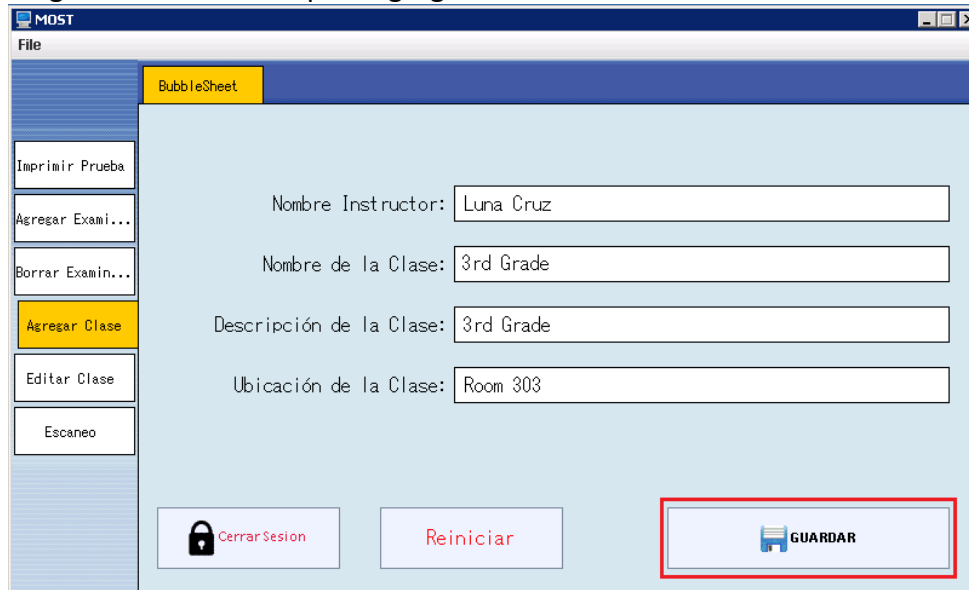 MOST
File
BubbleSheet
Imprimir Prueba
Agregar Exami...
Borrar Examin...
Agregar Clase
Editar Clase
Escaneo
Nombre Instructor: Luna Cruz
Nombre de la Clase: 3rd Grade
Descripción de la Clase: 3rd Grade
Ubicación de la Clase: Room 303
Cerrar Sesion
Reiniciar
GUARDAR